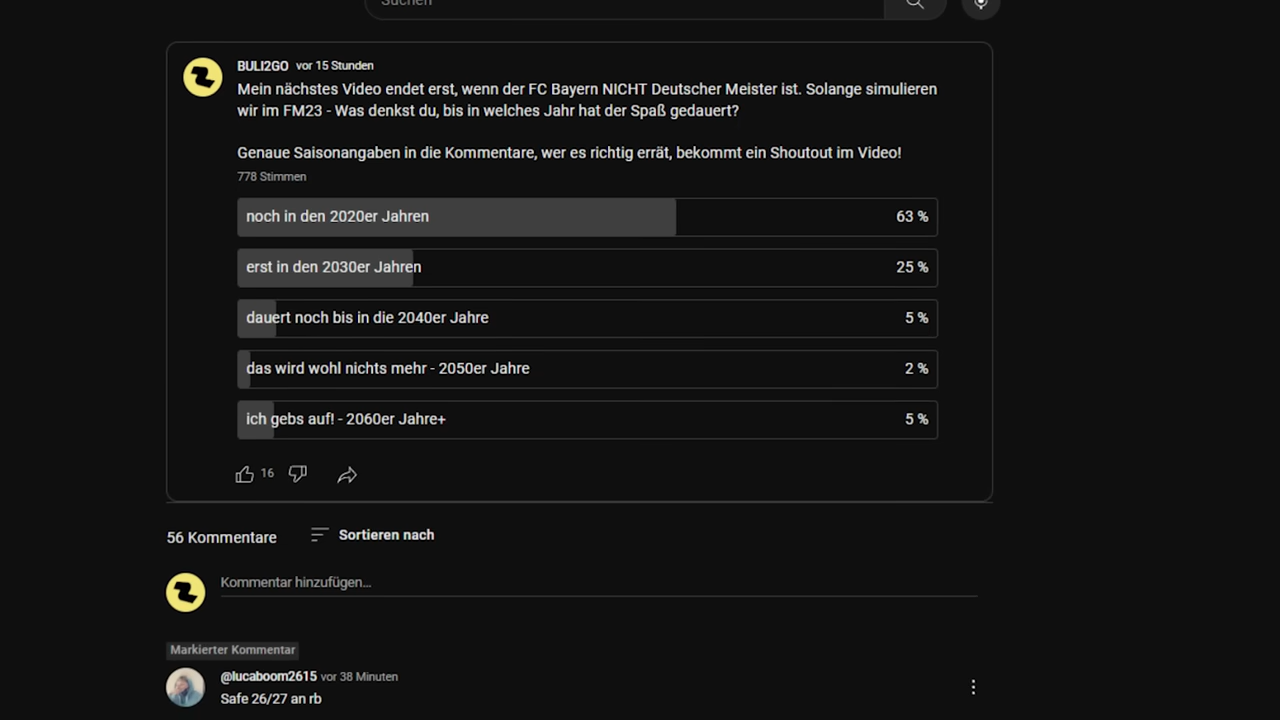 Suchen
BULI2GO vor 15 Stunden
Mein nächstes Video endet erst, wenn der FC Bayern NICHT Deutscher Meister ist. Solange simulieren
wir im FM23 - Was denkst du, bis in welches Jahr hat der Spaß gedauert?
Genaue Saisonangaben in die Kommentare, wer es richtig errät, bekommt ein Shoutout im Video!
778 Stimmen
noch in den 2020er Jahren 63 %
erst in den 2030er Jahren 25 %
dauert noch bis in die 2040er Jahre 5 %
das wird wohl nichts mehr - 2050er Jahre 2 %
ich gebs auf! - 2060er Jahre+ 5 %
16
56 Kommentare Sortieren nach
Kommentar hinzufügen...
Markierter Kommentar
@lucaboom2615 vor 38 Minuten
Safe 26/27 an rb